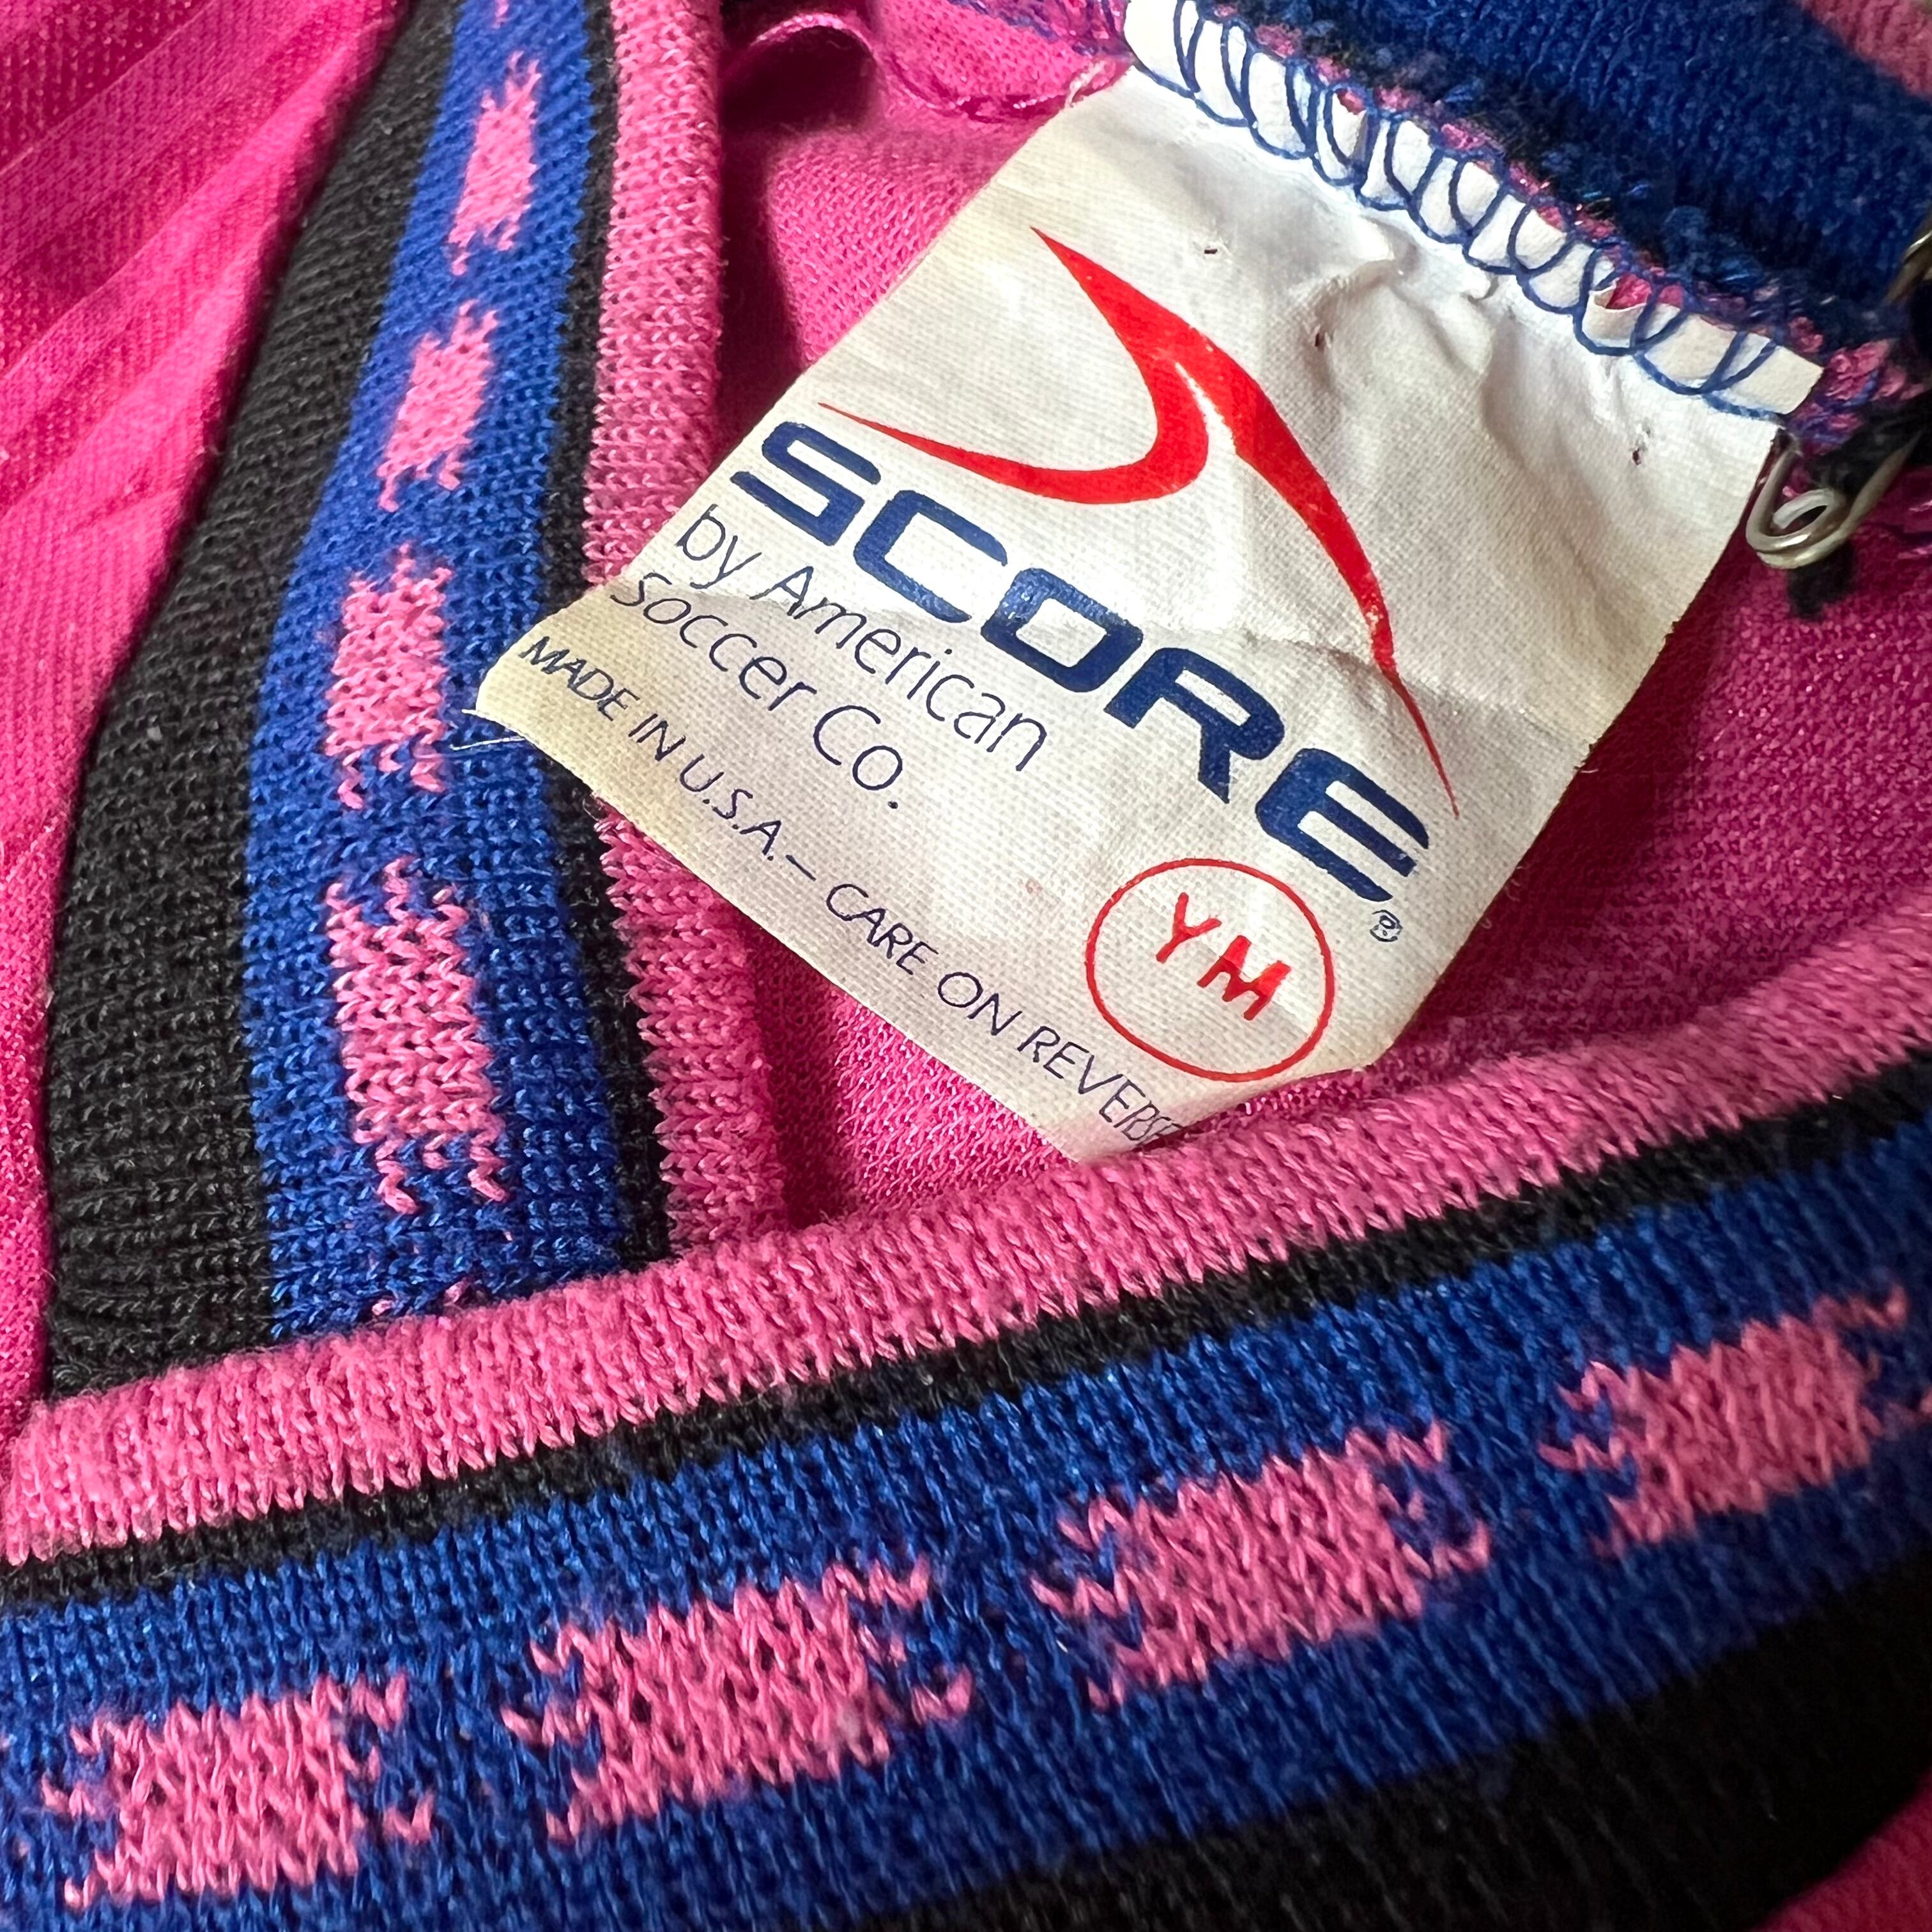 SCORE®
by American
Soccer Co.
MADE IN U.S.A. — CARE ON REVERSE
YM